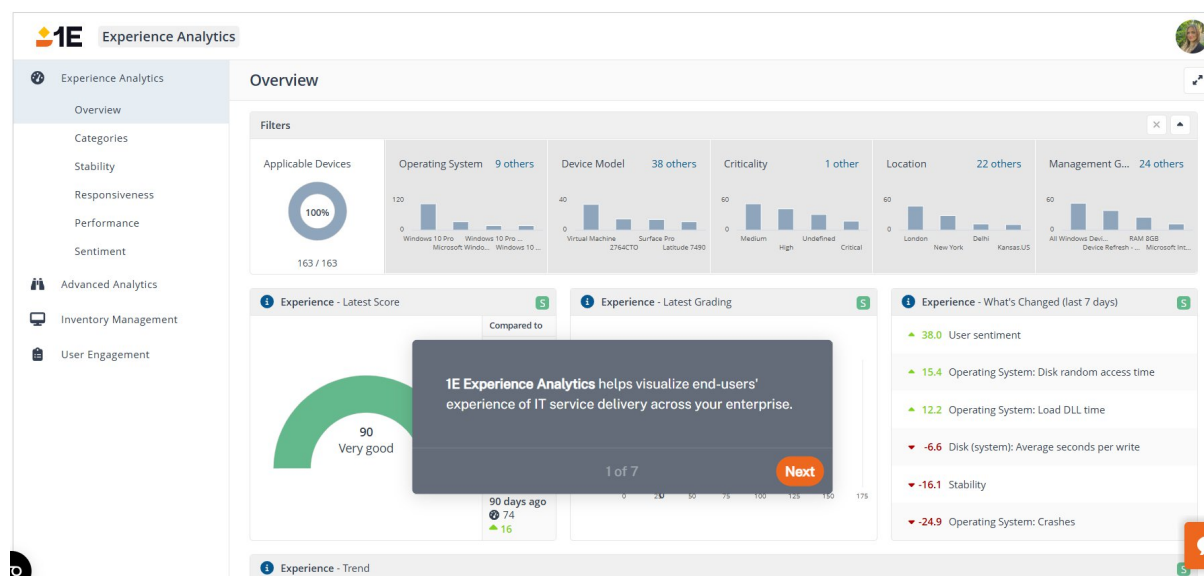 1E Experience Analytics
Experience Analytics
Overview
Categories
Stability
Responsiveness
Performance
Sentiment
Advanced Analytics
Inventory Management
User Engagement
Overview
Filters
Applicable Devices
100%
163 / 163
Operating System 9 others
120
0
Windows 10 Pro Windows 10 Pro ...
Microsoft Windo... Windows 10 ...
Device Model 38 others
40
0
Virtual Machine Surface Pro
2764CTO Latitude 7490
Criticality 1 other
60
0
Medium Undefined
High Critical
Location 22 others
60
0
London Delhi
New York Kansas.US
Management G... 24 others
60
0
All Windows Devi... RAM 8GB
Device Refresh - ... Microsoft Int...
Experience - Latest Score S
Compared to
90
Very good
90 days ago
74
16
Experience - Latest Grading S
0 50 75 100 125 150 175
1E Experience Analytics helps visualize end-users'
experience of IT service delivery across your enterprise.
1 of 7
Next
Experience - What's Changed (last 7 days) S
38.0 User sentiment
15.4 Operating System: Disk random access time
12.2 Operating System: Load DLL time
-6.6 Disk (system): Average seconds per write
-16.1 Stability
-24.9 Operating System: Crashes
Experience - Trend S